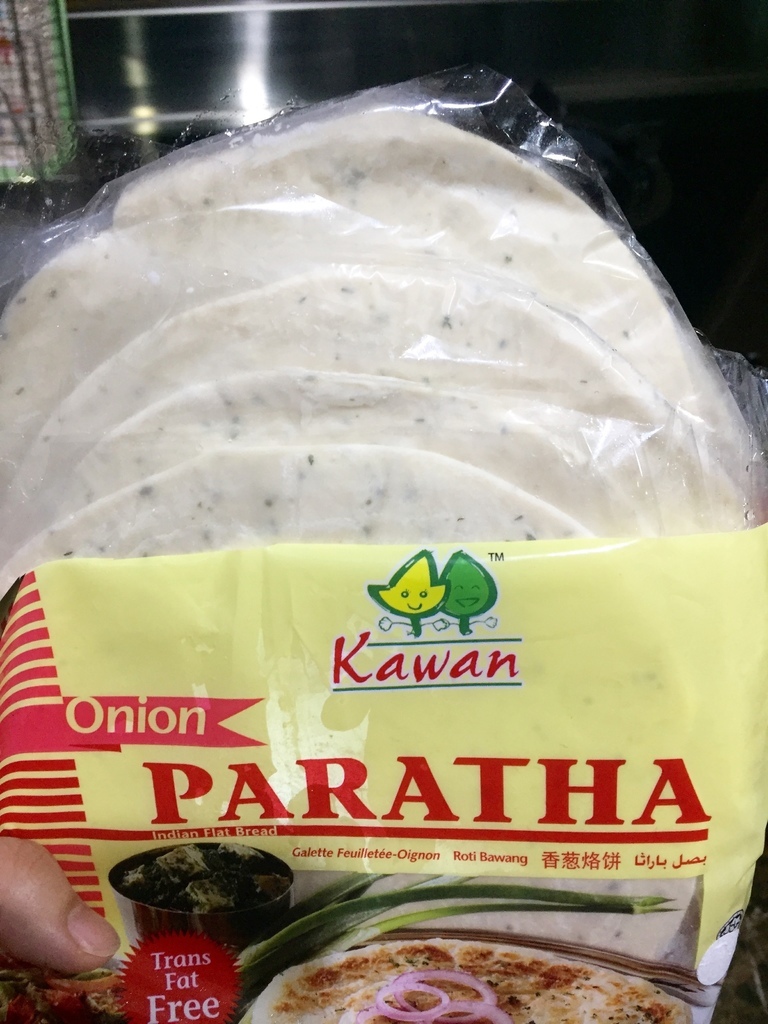 TM
Kawan
Onion
PARATHA
Indian Flat Bread
Galette Feuilletée-Oignon Roti Bawang 香葱烙饼 بصل باراتا
Trans
Fat
Free